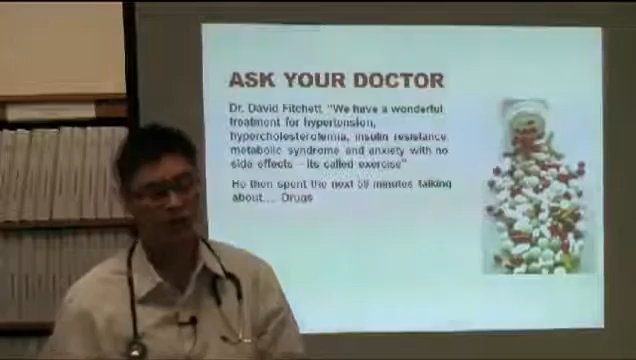 ASK YOUR DOCTOR
Dr. David Fitchett "We have a wonderful
treatment for hypertension,
hypercholesterolemia, insulin resistance,
metabolic syndrome and anxiety with no
side effects – its called exercise"
He then spent the next 59 minutes talking
about.... Drugs